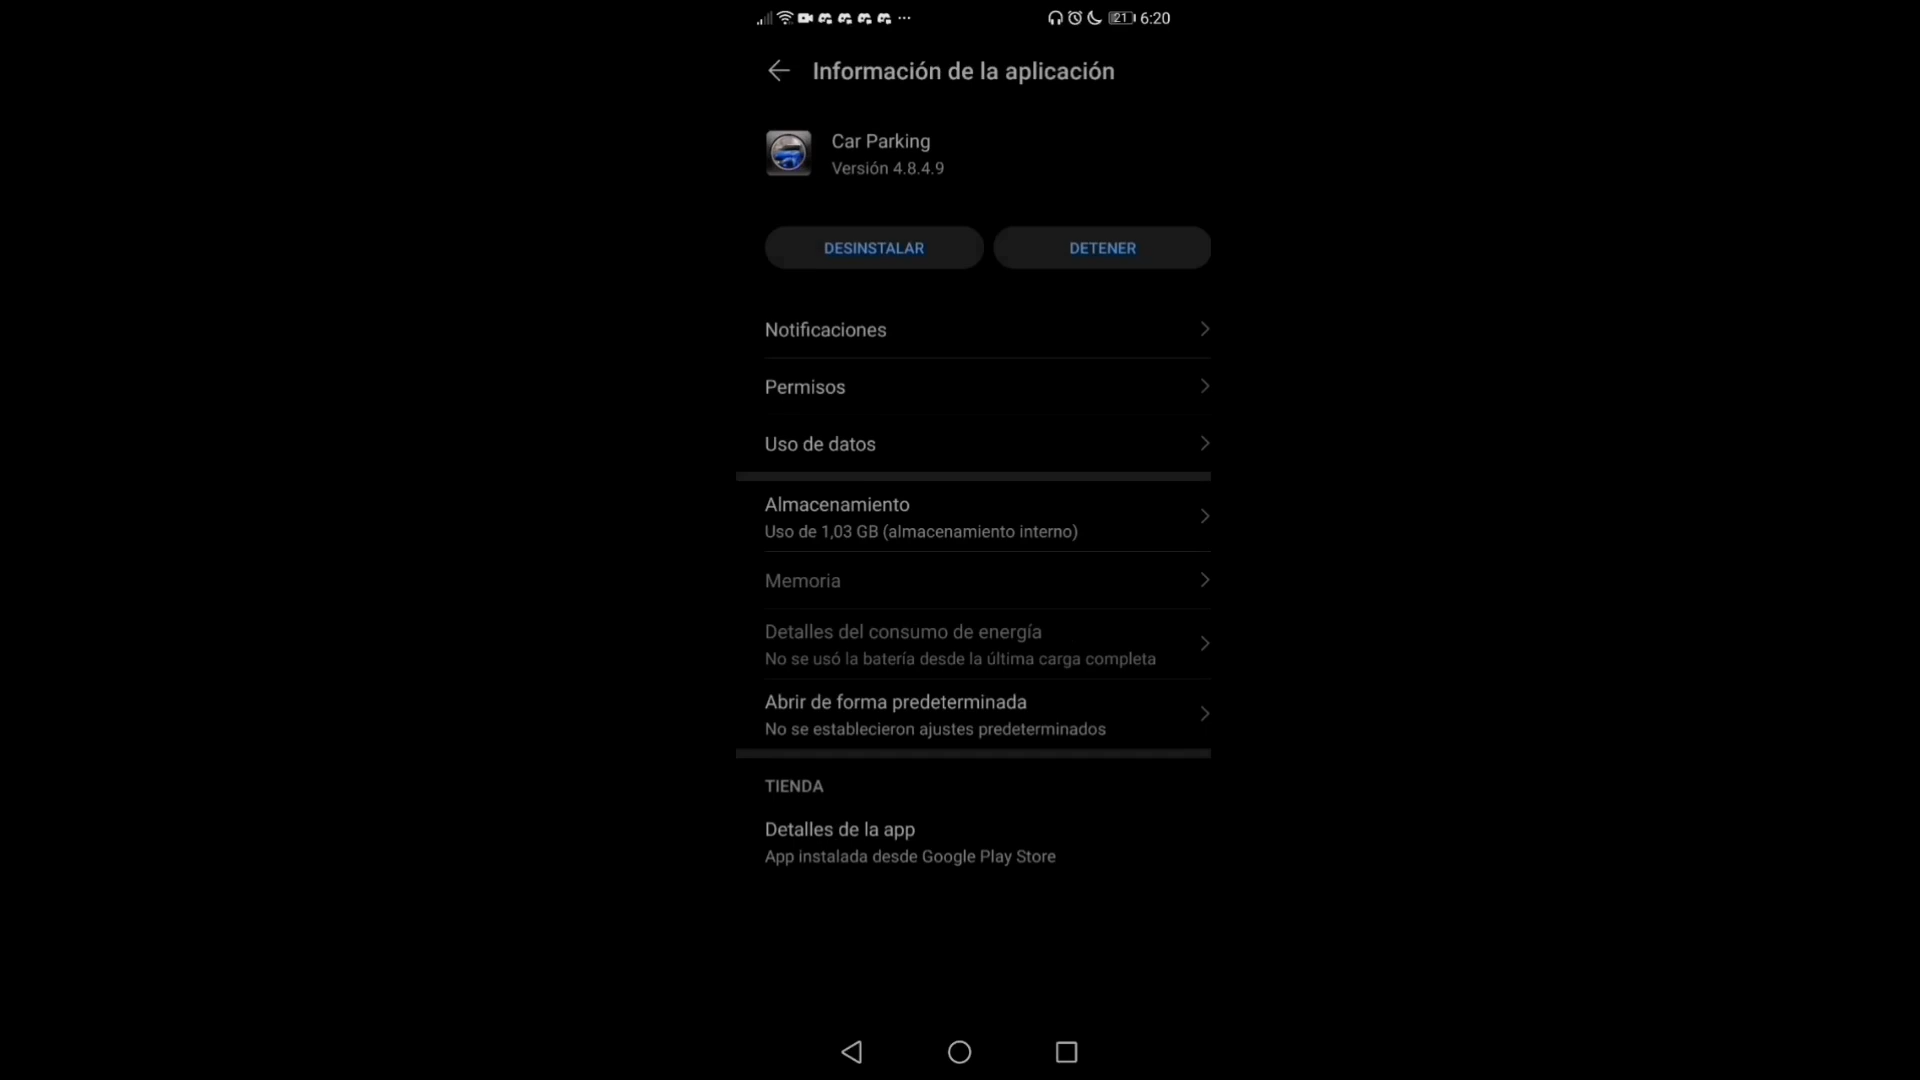 21 6:20
Información de la aplicación
Car Parking
Versión 4.8.4.9
DESINSTALAR DETENER
Notificaciones
Permisos
Uso de datos
Almacenamiento
Uso de 1,03 GB (almacenamiento interno)
Memoria
Detalles del consumo de energía
No se usó la batería desde la última carga completa
Abrir de forma predeterminada
No se establecieron ajustes predeterminados
TIENDA
Detalles de la app
App instalada desde Google Play Store